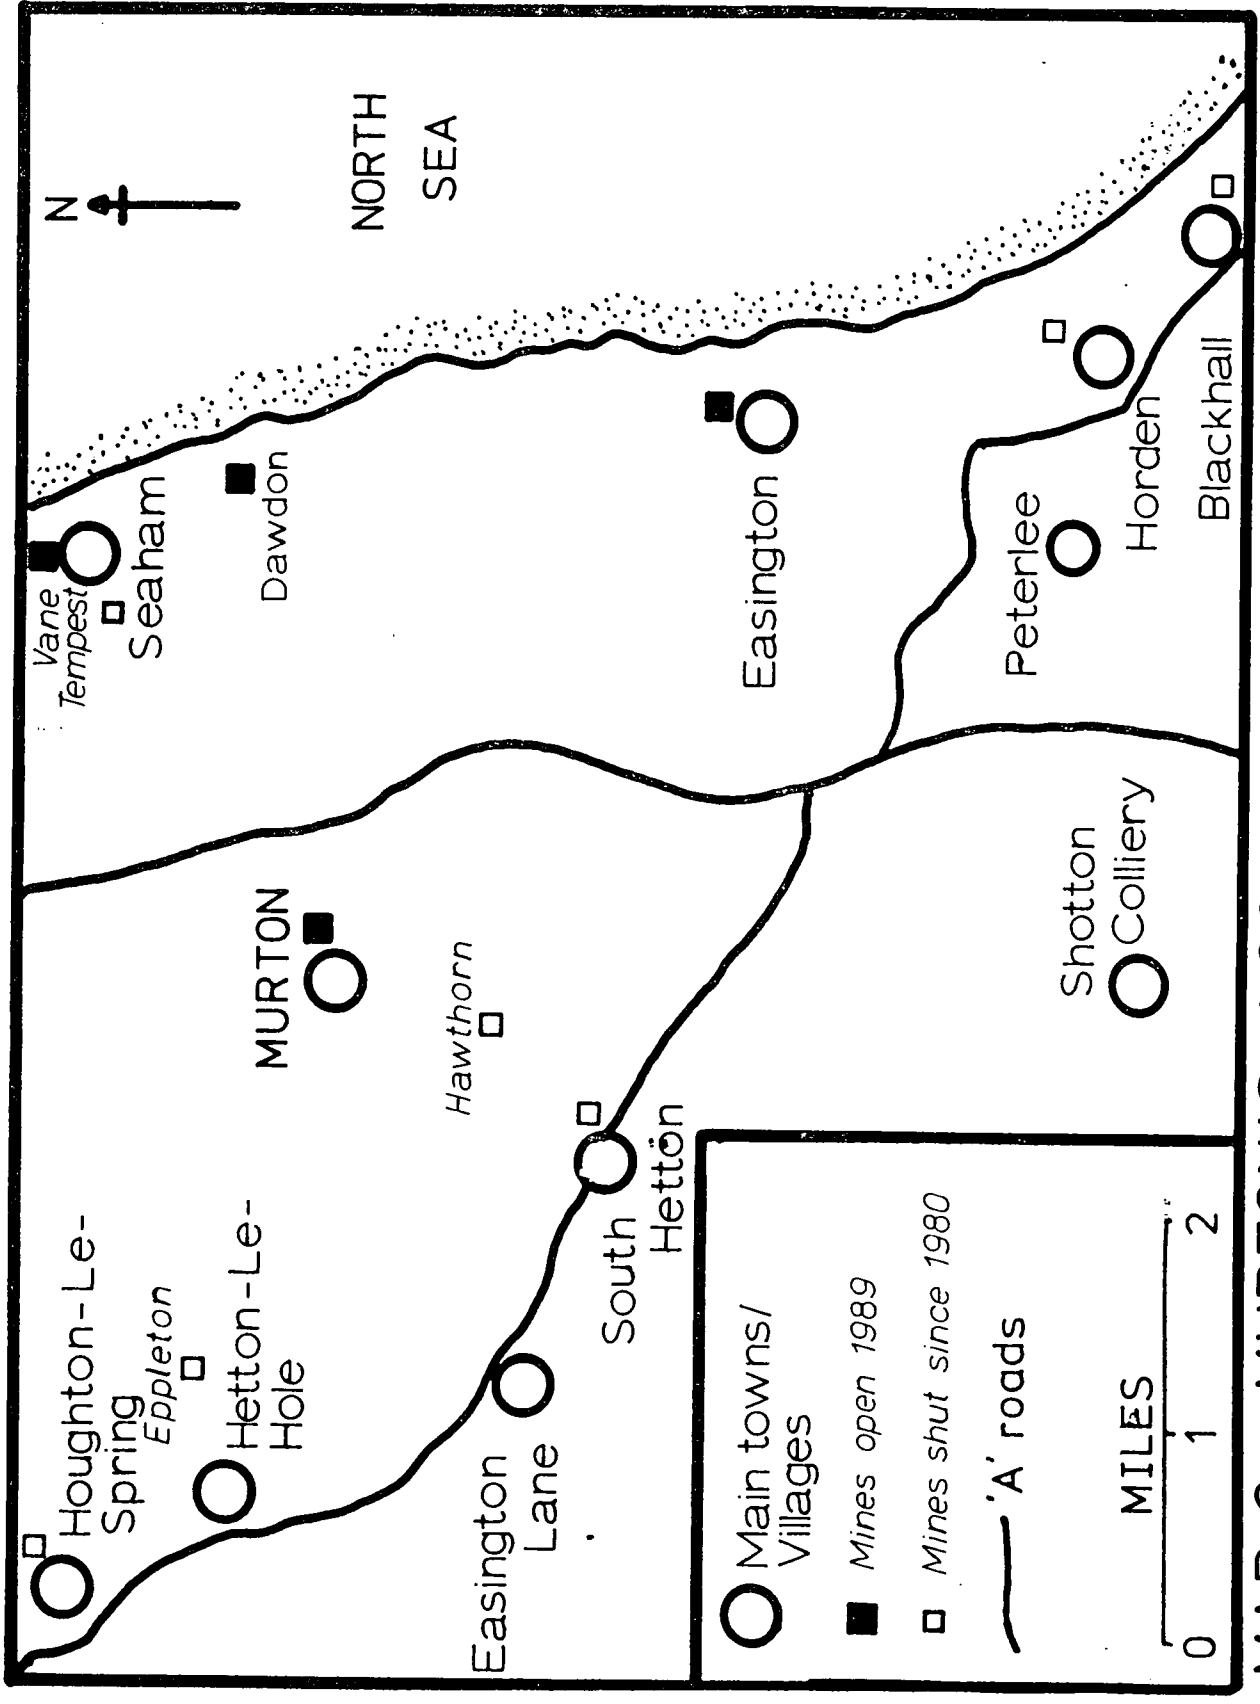 N
NORTH
SEA
Vane
Tempest
Seaham
Dawdon
Houghton-Le-
Spring
Eppleton
Hetton-Le-
Hole
MURTON
Hawthorn
Easington
Lane
South
Hetton
Easington
Peterlee
Horden
Blackhall
Shotton
Colliery
Main towns/
Villages
Mines open 1989
Mines shut since 1980
'A' roads
MILES
0 1 2